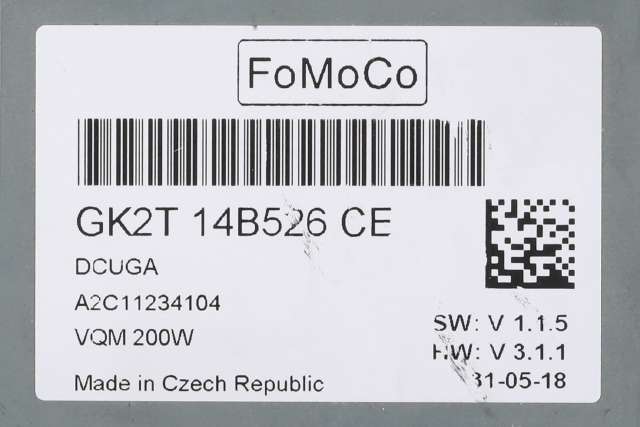 FoMoCo
GK2T 14B526 CE
DCUGA
A2C11234104
VQM 200W
SW: V 1.1.5
HW: V 3.1.1
Made in Czech Republic
31-05-18